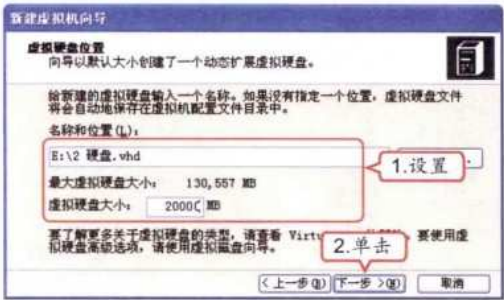 新建虚拟机向导
虚拟硬盘位置
向导以默认大小创建了一个动态扩展虚拟硬盘。
给新建的虚拟硬盘输入一个名称。如果没有指定一个位置，虚拟硬盘文件
将会自动地保存在虚拟机配置文件目录中。
名称和位置(L):
E:\2 硬盘.vhd
1.设置
最大虚拟硬盘大小: 130,557 MB
虚拟硬盘大小: 2000 MB
要了解更多关于虚拟硬盘的类型，请查看 Virtu 要使用虚
拟硬盘高级选项，请使用虚拟磁盘向导。
2.单击
<上一步(B) 下一步>(N) 取消